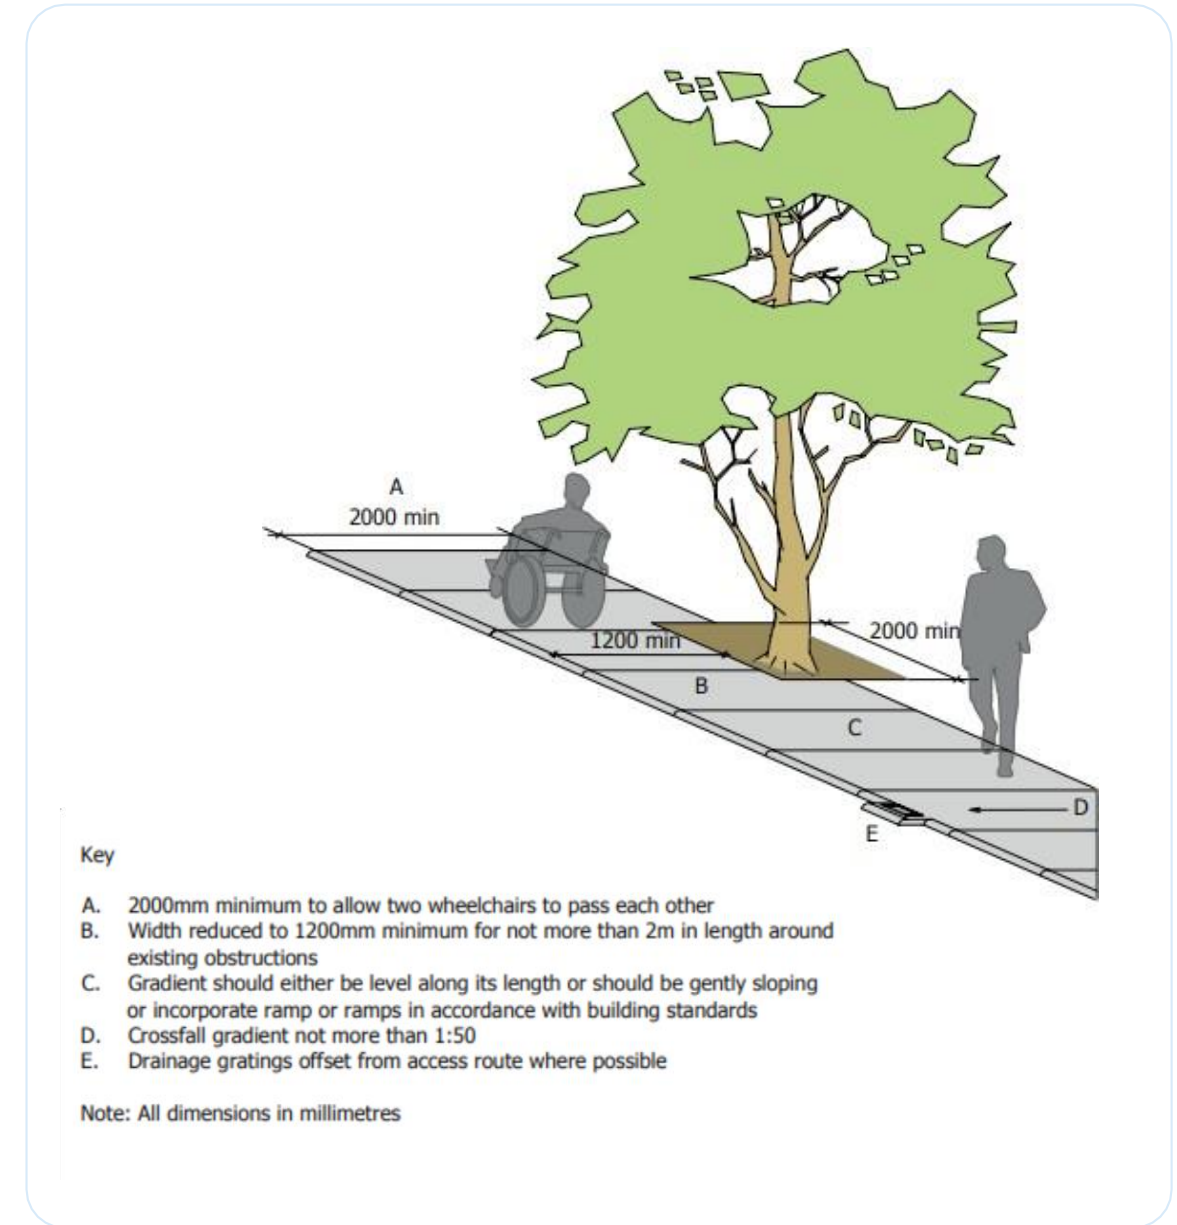 A
2000 min
2000 min
1200 min
B
C
D
E
Key
A. 2000mm minimum to allow two wheelchairs to pass each other
B. Width reduced to 1200mm minimum for not more than 2m in length around
existing obstructions
C. Gradient should either be level along its length or should be gently sloping
or incorporate ramp or ramps in accordance with building standards
D. Crossfall gradient not more than 1:50
E. Drainage gratings offset from access route where possible
Note: All dimensions in millimetres